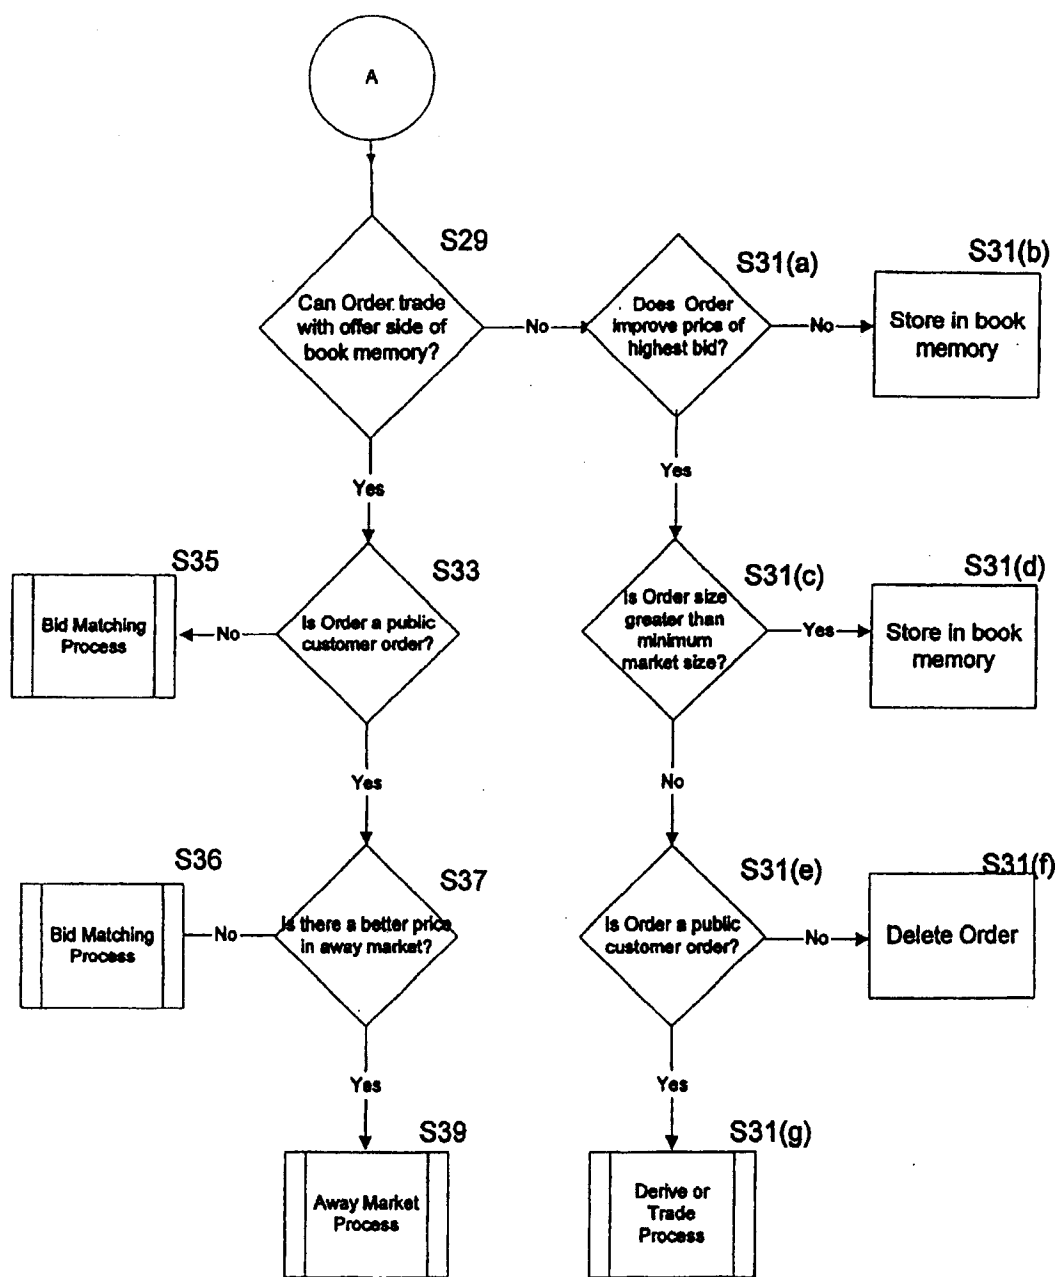 A
S29
Can Order trade
with offer side of
book memory?
No
S31(a)
Does Order
improve price of
highest bid?
No
S31(b)
Store in book
memory
Yes
Yes
S35
Bid Matching
Process
No
S33
Is Order a public
customer order?
S31(c)
Is Order size
greater than
minimum
market size?
Yes
S31(d)
Store in book
memory
Yes
No
S36
Bid Matching
Process
No
S37
Is there a better price
in away market?
S31(e)
Is Order a public
customer order?
No
S31(f)
Delete Order
Yes
Yes
S39
Away Market
Process
S31(g)
Derive or
Trade
Process